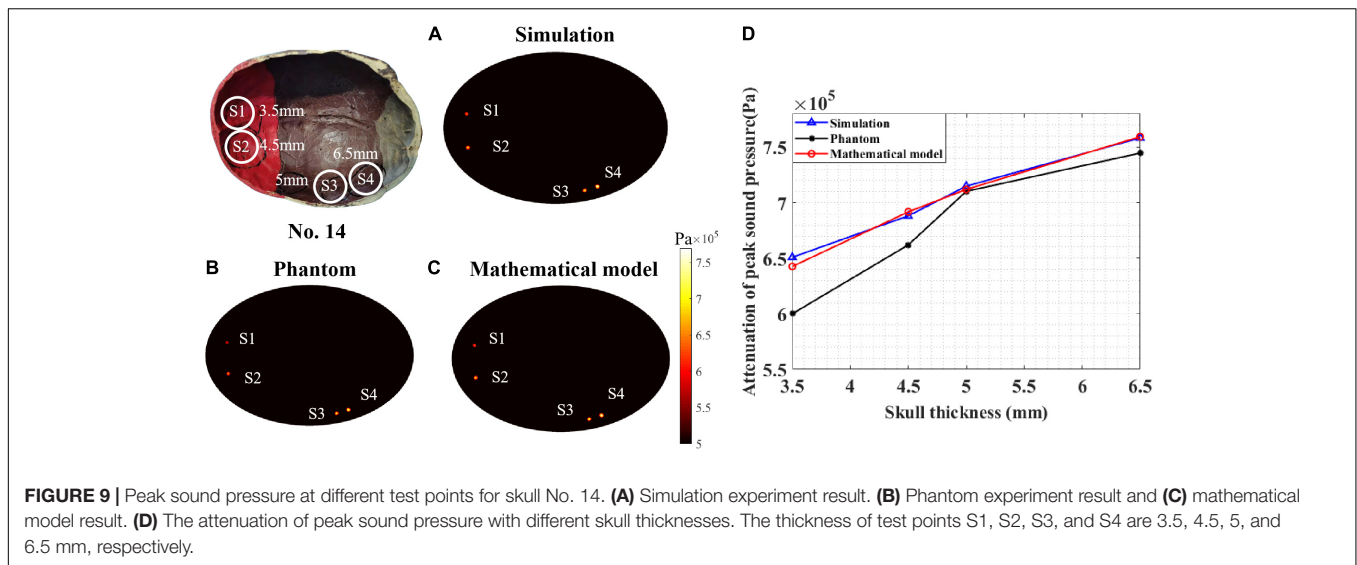 A
Simulation
S1
S2
S3
S4
S1
3.5mm
S2
4.5mm
6.5mm
5mm
S3
S4
No. 14
B
Phantom
S1
S2
S3
S4
C
Mathematical model
S1
S2
S3
S4
Pa×10⁵
7.5
7
6.5
6
5.5
5
D
×10⁵
Simulation
Phantom
Mathematical model
Attenuation of peak sound pressure(Pa)
7.5
7
6.5
6
5.5
3.5
4
4.5
5
5.5
6
6.5
Skull thickness (mm)
FIGURE 9 | Peak sound pressure at different test points for skull No. 14. (A) Simulation experiment result. (B) Phantom experiment result and (C) mathematical
model result. (D) The attenuation of peak sound pressure with different skull thicknesses. The thickness of test points S1, S2, S3, and S4 are 3.5, 4.5, 5, and
6.5 mm, respectively.